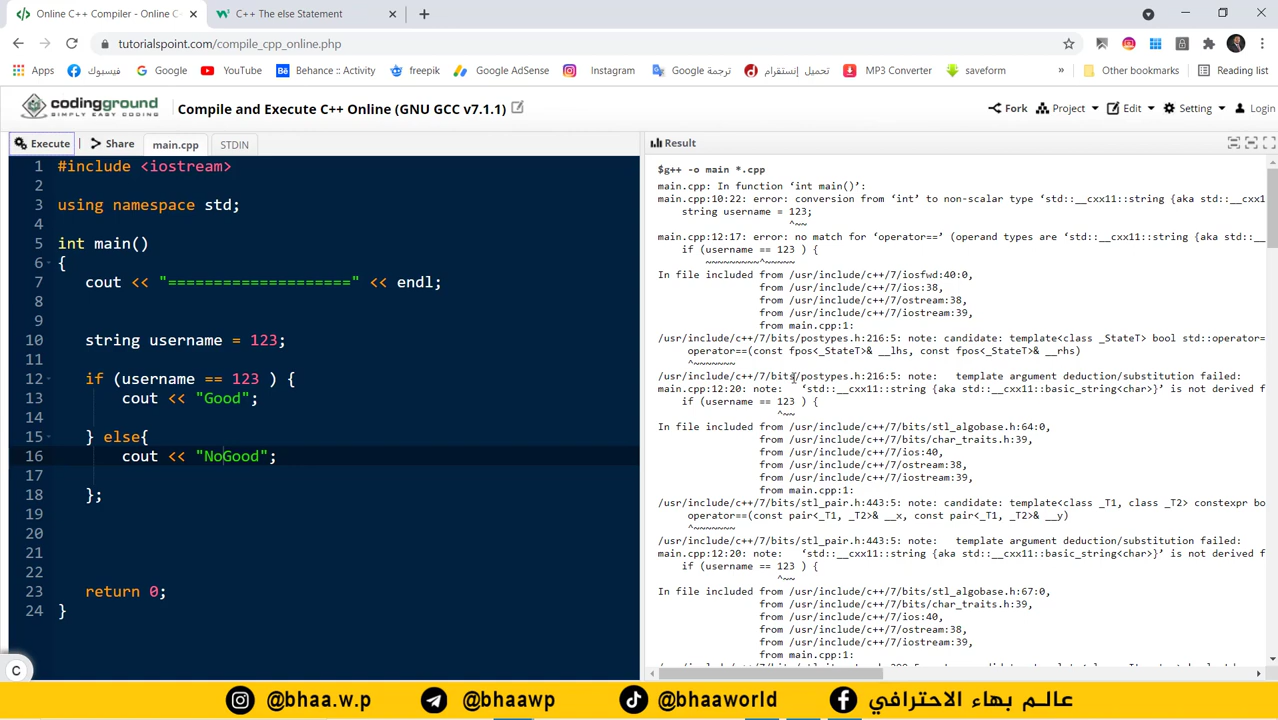 Online C++ Compiler - Online C
C++ The else Statement
tutorialspoint.com/compile_cpp_online.php
Apps فيسبوك Google YouTube Behance :: Activity freepik Google AdSense Instagram ترجمة Google تحميل إنستقرام MP3 Converter saveform » Other bookmarks Reading list
codingground
SIMPLY EASY CODING
Compile and Execute C++ Online (GNU GCC v7.1.1)
Fork Project Edit Setting Login
Execute | Share main.cpp STDIN
1 #include <iostream>
2
3 using namespace std;
4
5 int main()
6 {
7 cout << "====================" << endl;
8
9
10 string username = 123;
11
12 if (username == 123 ) {
13 cout << "Good";
14
15 } else{
16 cout << "NoGood";
17
18 };
19
20
21
22
23 return 0;
24 }
C
Result
$g++ -o main *.cpp
main.cpp: In function ‘int main()’:
main.cpp:10:22: error: conversion from ‘int’ to non-scalar type ‘std::__cxx11::string {aka std::__cxx11
string username = 123;
^~~
main.cpp:12:17: error: no match for ‘operator==’ (operand types are ‘std::__cxx11::string {aka std::__c
if (username == 123 ) {
~~~~~~~~~^~~~~~
In file included from /usr/include/c++/7/iosfwd:40:0,
from /usr/include/c++/7/ios:38,
from /usr/include/c++/7/ostream:38,
from /usr/include/c++/7/iostream:39,
from main.cpp:1:
/usr/include/c++/7/bits/postypes.h:216:5: note: candidate: template<class _StateT> bool std::operator=
operator==(const fpos<_StateT>& __lhs, const fpos<_StateT>& __rhs)
^~~~~~~~
/usr/include/c++/7/bits/postypes.h:216:5: note: template argument deduction/substitution failed:
main.cpp:12:20: note: ‘std::__cxx11::string {aka std::__cxx11::basic_string<char>}’ is not derived f
if (username == 123 ) {
^~~
In file included from /usr/include/c++/7/bits/stl_algobase.h:64:0,
from /usr/include/c++/7/bits/char_traits.h:39,
from /usr/include/c++/7/ios:40,
from /usr/include/c++/7/ostream:38,
from /usr/include/c++/7/iostream:39,
from main.cpp:1:
/usr/include/c++/7/bits/stl_pair.h:443:5: note: candidate: template<class _T1, class _T2> constexpr bo
operator==(const pair<_T1, _T2>& __x, const pair<_T1, _T2>& __y)
^~~~~~~~
/usr/include/c++/7/bits/stl_pair.h:443:5: note: template argument deduction/substitution failed:
main.cpp:12:20: note: ‘std::__cxx11::string {aka std::__cxx11::basic_string<char>}’ is not derived f
if (username == 123 ) {
^~~
In file included from /usr/include/c++/7/bits/stl_algobase.h:67:0,
from /usr/include/c++/7/bits/char_traits.h:39,
from /usr/include/c++/7/ios:40,
from /usr/include/c++/7/ostream:38,
from /usr/include/c++/7/iostream:39,
from main.cpp:1:
@bhaa.w.p @bhaawp @bhaaworld عالم بهاء الاحترافي